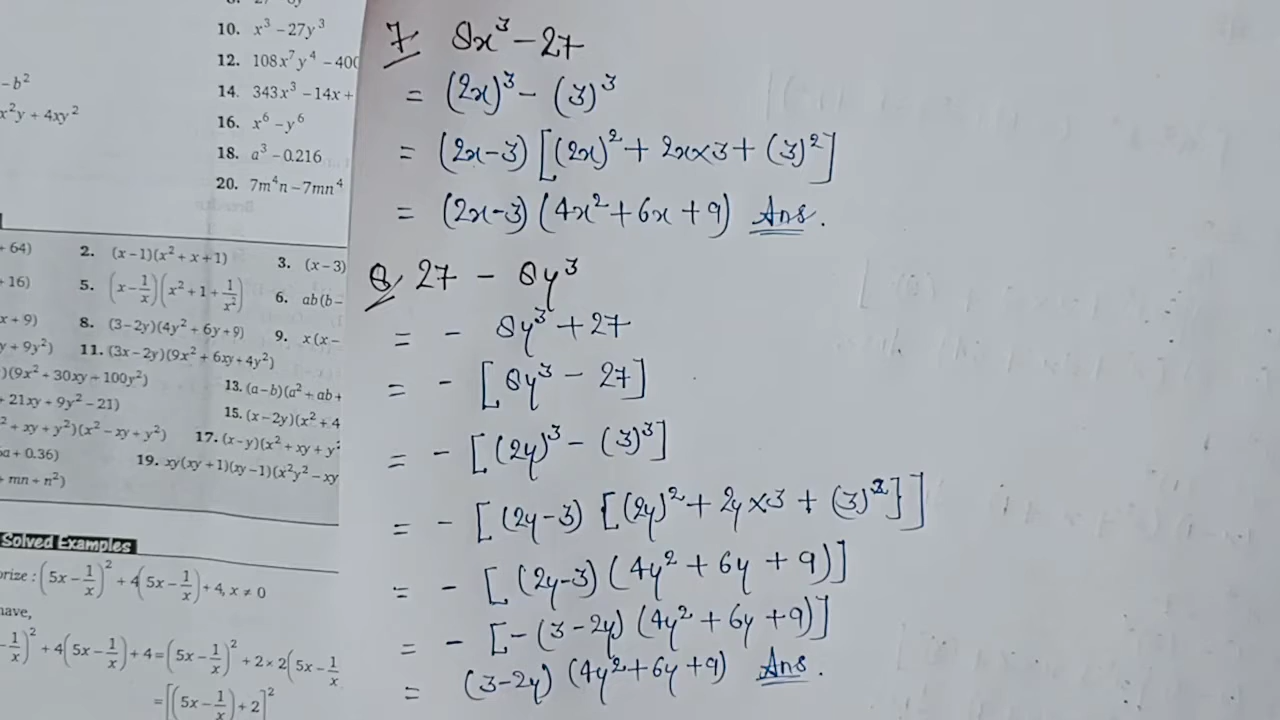 10. x³ – 27y³
12. 108x⁷y⁴ – 400
– b²
14. 343x³ – 14x +
x²y + 4xy²
16. x⁶ – y⁶
18. a³ – 0.216
20. 7m⁴n – 7mn⁴
+ 64)
2. (x – 1)(x² + x + 1)
3. (x – 3)
+ 16)
5. (x – 1/x)(x² + 1 + 1/x²)
6. ab(b –
x + 9)
8. (3 – 2y)(4y² + 6y + 9)
9. x(x –
y + 9y²)
11. (3x – 2y)(9x² + 6xy + 4y²)
)(9x² + 30xy + 100y²)
13. (a – b)(a² + ab +
+ 21xy + 9y² – 21)
15. (x – 2y)(x² + 4
² + xy + y²)(x² – xy + y²)
17. (x – y)(x² + xy + y²
6a + 0.36)
19. xy(xy + 1)(xy – 1)(x²y² – xy
+ mn + n²)
Solved Examples
orize : (5x – 1/x)² + 4(5x – 1/x) + 4, x ≠ 0
have,
– 1/x)² + 4(5x – 1/x) + 4 = (5x – 1/x)² + 2 × 2(5x – 1/x
= [(5x – 1/x) + 2]²
7 8x³ – 27
= (2x)³ – (3)³
= (2x–3) [(2x)² + 2x×3 + (3)²]
= (2x–3) (4x² + 6x + 9) Ans.
8 27 – 8y³
= – 8y³ + 27
= – [8y³ – 27]
= – [(2y)³ – (3)³]
= – [(2y–3) [(2y)² + 2y×3 + (3)²}]
= – [(2y–3) (4y² + 6y + 9)]
= – [–(3–2y) (4y² + 6y + 9)]
= (3–2y) (4y² + 6y + 9) Ans.